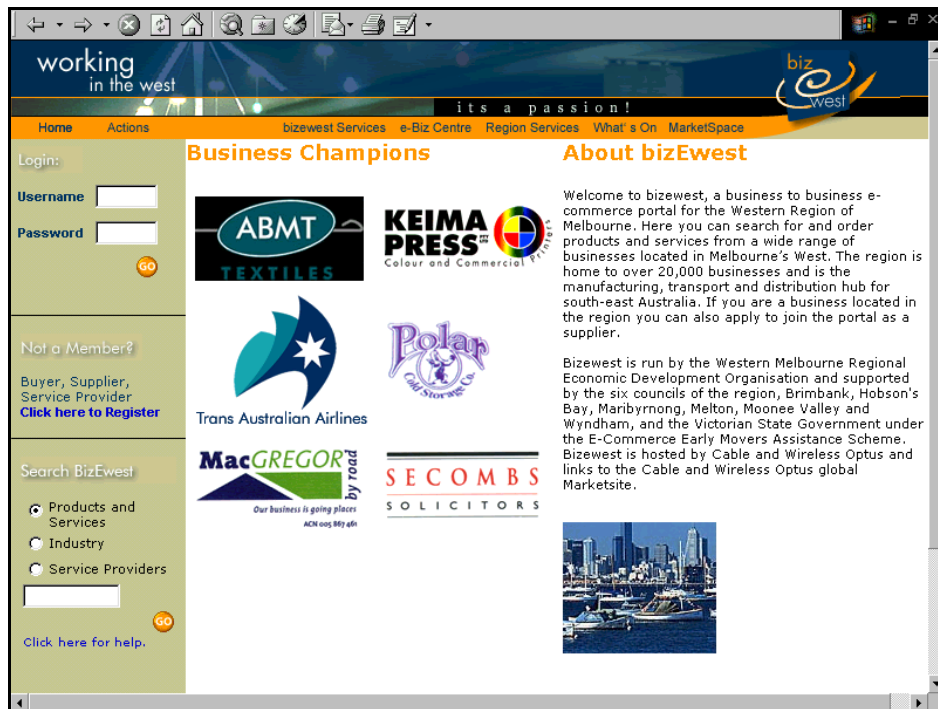 working
in the west
its a passion!
biz
e
west
Home Actions bizewest Services e-Biz Centre Region Services What' s On MarketSpace
Login:
Username
Password
GO
Not a Member?
Buyer, Supplier,
Service Provider
Click here to Register
Search BizEwest
Products and
Services
Industry
Service Providers
GO
Click here for help.
Business Champions
ABMT
TEXTILES
KEIMA
PRESS PTY LTD
Colour and Commercial Printers
Trans Australian Airlines
Polar
Cold Storage Co.
MacGREGOR
by road
Our business is going places
ACN 005 867 461
SECOMBS
SOLICITORS
About bizEwest
Welcome to bizewest, a business to business e-
commerce portal for the Western Region of
Melbourne. Here you can search for and order
products and services from a wide range of
businesses located in Melbourne's West. The region is
home to over 20,000 businesses and is the
manufacturing, transport and distribution hub for
south-east Australia. If you are a business located in
the region you can also apply to join the portal as a
supplier.
Bizewest is run by the Western Melbourne Regional
Economic Development Organisation and supported
by the six councils of the region, Brimbank, Hobson's
Bay, Maribyrnong, Melton, Moonee Valley and
Wyndham, and the Victorian State Government under
the E-Commerce Early Movers Assistance Scheme.
Bizewest is hosted by Cable and Wireless Optus and
links to the Cable and Wireless Optus global
Marketsite.